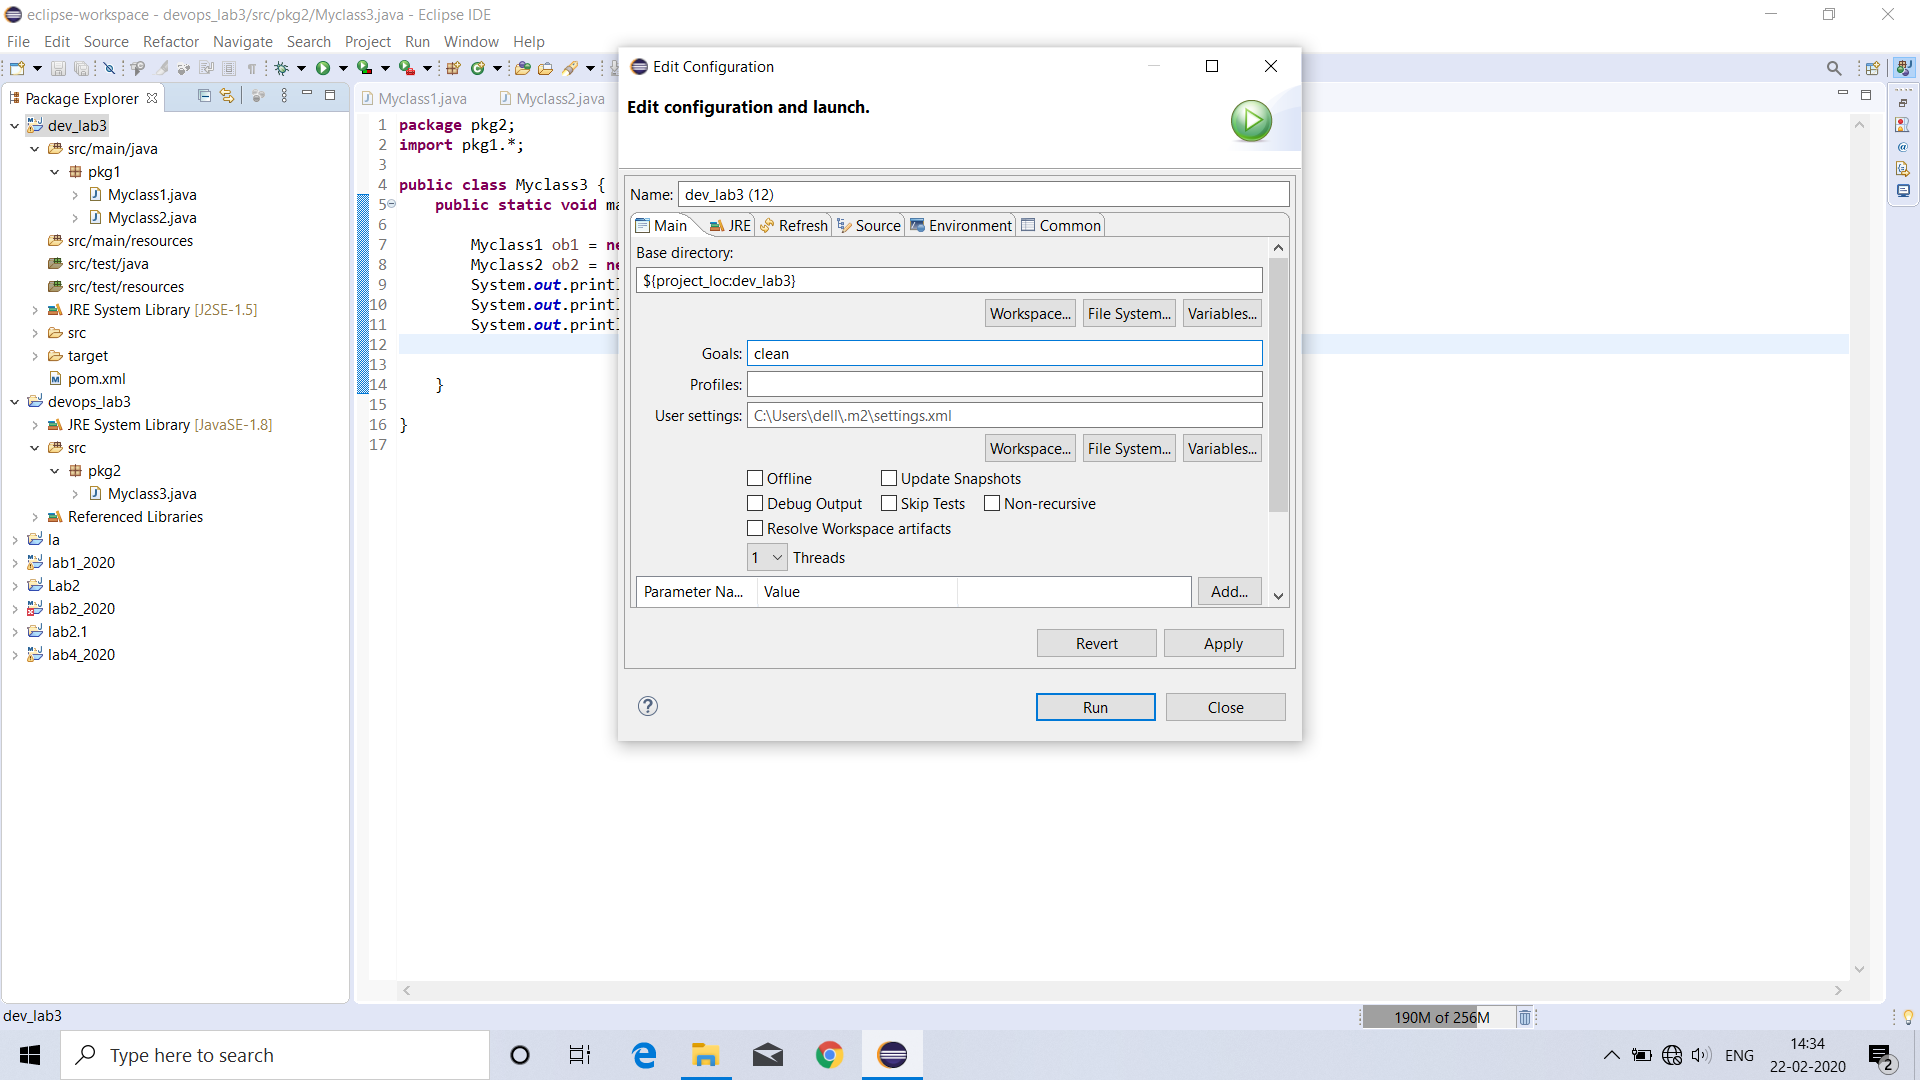 eclipse-workspace - devops_lab3/src/pkg2/Myclass3.java - Eclipse IDE
File Edit Source Refactor Navigate Search Project Run Window Help
Package Explorer
dev_lab3
src/main/java
pkg1
Myclass1.java
Myclass2.java
src/main/resources
src/test/java
src/test/resources
JRE System Library [J2SE-1.5]
src
target
pom.xml
devops_lab3
JRE System Library [JavaSE-1.8]
src
pkg2
Myclass3.java
Referenced Libraries
la
lab1_2020
Lab2
lab2_2020
lab2.1
lab4_2020
Myclass1.java Myclass2.java
1 package pkg2;
2 import pkg1.*;
3
4 public class Myclass3 {
5 public static void
6
7 Myclass1 ob1 =
8 Myclass2 ob2 =
9 System.out.
10 System.out.
11 System.out.
12
13
14 }
15
16 }
17
Edit Configuration
Edit configuration and launch.
Name: dev_lab3 (12)
Main JRE Refresh Source Environment Common
Base directory:
${project_loc:dev_lab3}
Workspace... File System... Variables...
Goals: clean
Profiles:
User settings: C:\Users\dell\.m2\settings.xml
Workspace... File System... Variables...
Offline Update Snapshots
Debug Output Skip Tests Non-recursive
Resolve Workspace artifacts
1 Threads
Parameter Na... Value Add...
Revert Apply
Run Close
dev_lab3
190M of 256M
Type here to search
ENG
14:34
22-02-2020
2